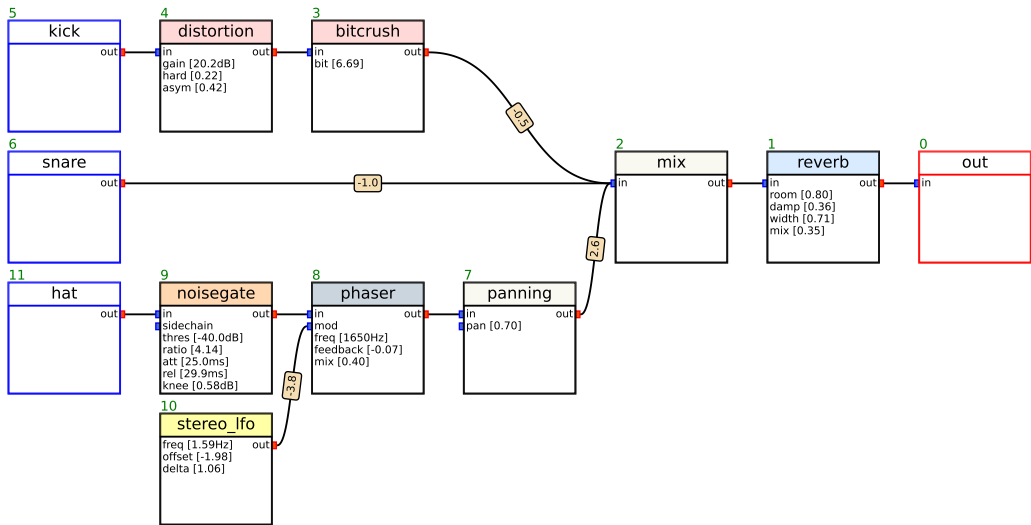 5
kick
out
4
distortion
in out
gain [20.2dB]
hard [0.22]
asym [0.42]
3
bitcrush
in out
bit [6.69]
-0.5
6
snare
out
-1.0
2
mix
in out
1
reverb
in out
room [0.80]
damp [0.36]
width [0.71]
mix [0.35]
0
out
in
11
hat
out
9
noisegate
in out
sidechain
thres [-40.0dB]
ratio [4.14]
att [25.0ms]
rel [29.9ms]
knee [0.58dB]
8
phaser
in out
mod
freq [1650Hz]
feedback [-0.07]
mix [0.40]
7
panning
in out
pan [0.70]
2.6
-3.8
10
stereo_lfo
freq [1.59Hz] out
offset [-1.98]
delta [1.06]